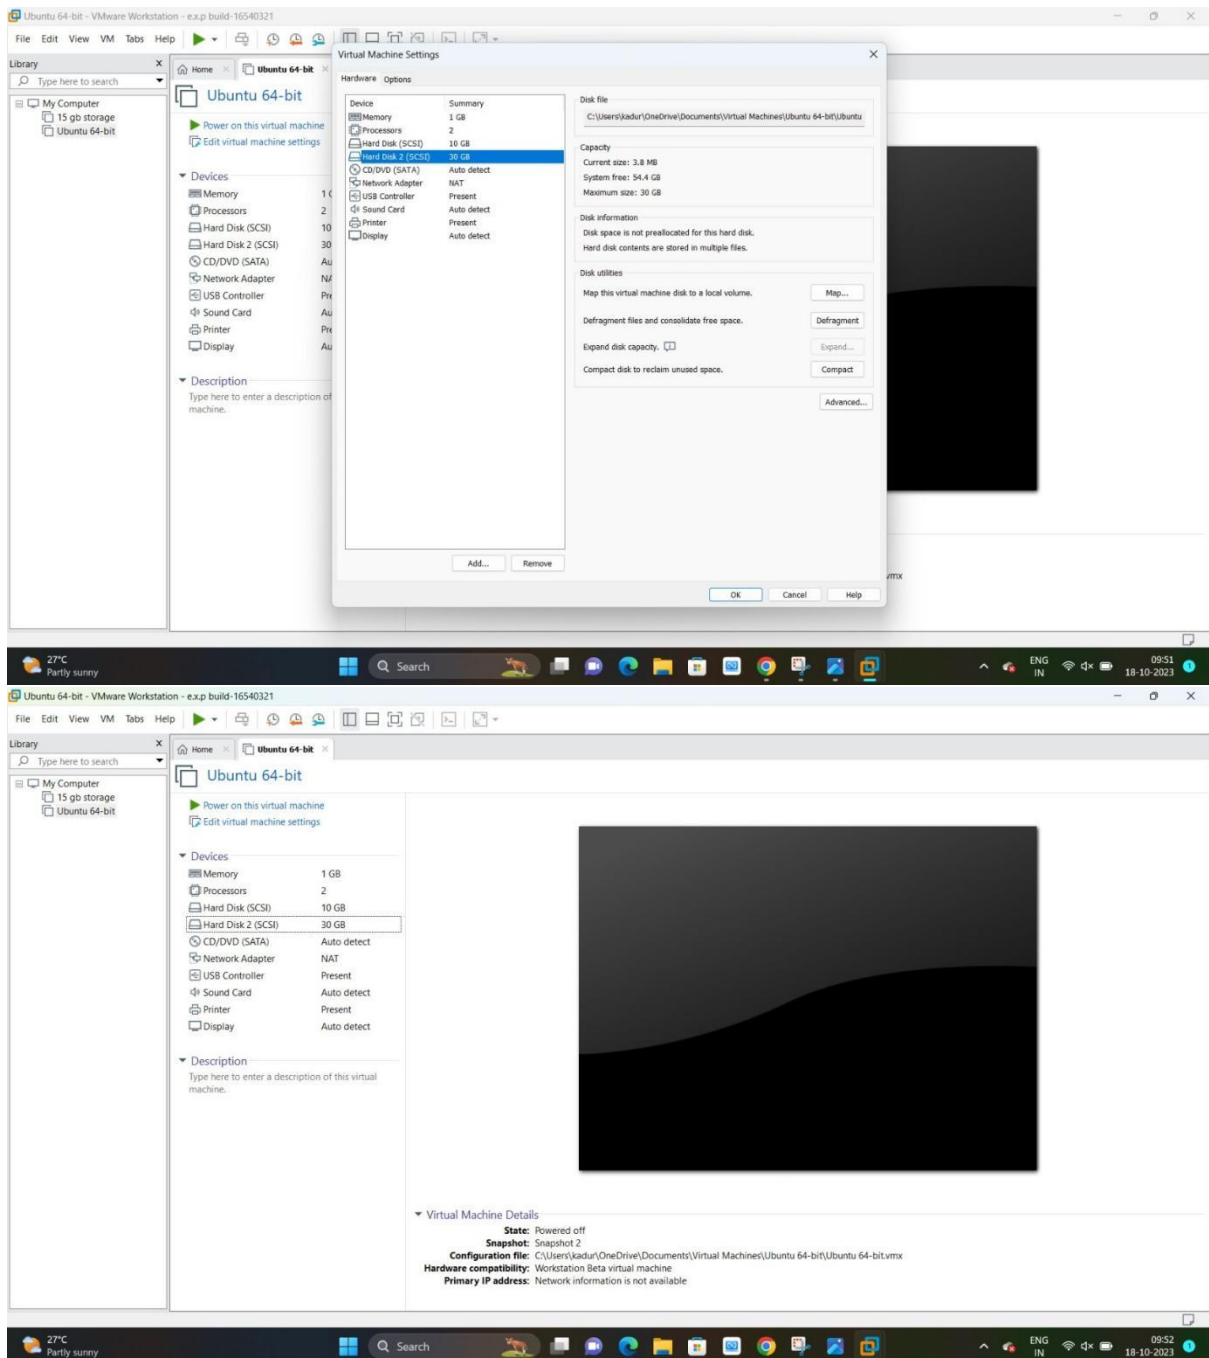 Ubuntu 64-bit - VMware Workstation - e.x.p build-16540321
File Edit View VM Tabs Help
Library
Type here to search
My Computer
15 gb storage
Ubuntu 64-bit
Home
Ubuntu 64-bit
Ubuntu 64-bit
Power on this virtual machine
Edit virtual machine settings
Devices
Memory 1 G
Processors 2
Hard Disk (SCSI) 10
Hard Disk 2 (SCSI) 30
CD/DVD (SATA) Au
Network Adapter NA
USB Controller Pre
Sound Card Au
Printer Pre
Display Au
Description
Type here to enter a description of
machine.
Virtual Machine Settings
Hardware Options
Device Summary
Memory 1 GB
Processors 2
Hard Disk (SCSI) 10 GB
Hard Disk 2 (SCSI) 30 GB
CD/DVD (SATA) Auto detect
Network Adapter NAT
USB Controller Present
Sound Card Auto detect
Printer Present
Display Auto detect
Add... Remove
Disk file
C:\Users\kadur\OneDrive\Documents\Virtual Machines\Ubuntu 64-bit\Ubuntu
Capacity
Current size: 3.8 MB
System free: 54.4 GB
Maximum size: 30 GB
Disk information
Disk space is not preallocated for this hard disk.
Hard disk contents are stored in multiple files.
Disk utilities
Map this virtual machine disk to a local volume. Map...
Defragment files and consolidate free space. Defragment
Expand disk capacity. Expand...
Compact disk to reclaim unused space. Compact
Advanced...
OK Cancel Help
vmx
27°C
Partly sunny
Search
ENG
IN
09:51
18-10-2023
1
Ubuntu 64-bit - VMware Workstation - e.x.p build-16540321
File Edit View VM Tabs Help
Library
Type here to search
My Computer
15 gb storage
Ubuntu 64-bit
Home
Ubuntu 64-bit
Ubuntu 64-bit
Power on this virtual machine
Edit virtual machine settings
Devices
Memory 1 GB
Processors 2
Hard Disk (SCSI) 10 GB
Hard Disk 2 (SCSI) 30 GB
CD/DVD (SATA) Auto detect
Network Adapter NAT
USB Controller Present
Sound Card Auto detect
Printer Present
Display Auto detect
Description
Type here to enter a description of this virtual
machine.
Virtual Machine Details
State: Powered off
Snapshot: Snapshot 2
Configuration file: C:\Users\kadur\OneDrive\Documents\Virtual Machines\Ubuntu 64-bit\Ubuntu 64-bit.vmx
Hardware compatibility: Workstation Beta virtual machine
Primary IP address: Network information is not available
27°C
Partly sunny
Search
ENG
IN
09:52
18-10-2023
1